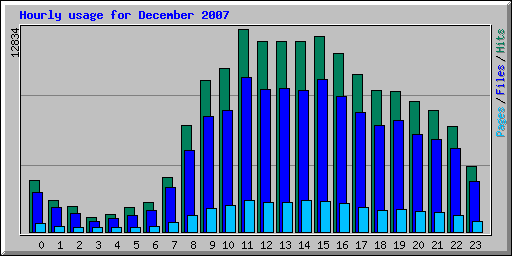 Hourly usage for December 2007
12834
Pages/Files/Hits
0 1 2 3 4 5 6 7 8 9 10 11 12 13 14 15 16 17 18 19 20 21 22 23